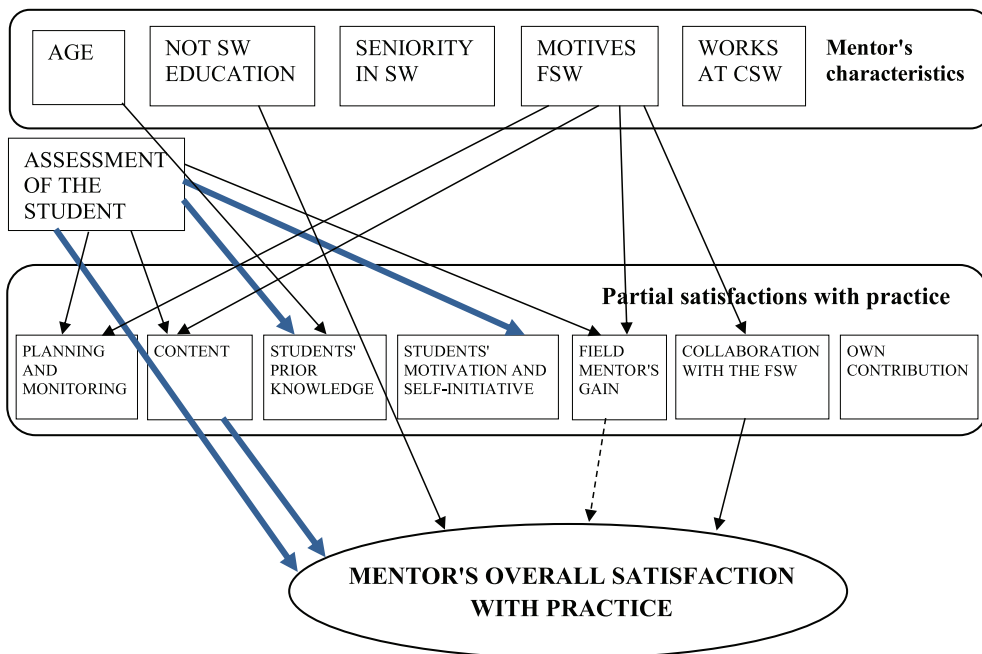 AGE
NOT SW
EDUCATION
SENIORITY
IN SW
MOTIVES
FSW
WORKS
AT CSW
Mentor's
characteristics
ASSESSMENT
OF THE
STUDENT
Partial satisfactions with practice
PLANNING
AND
MONITORING
CONTENT
STUDENTS'
PRIOR
KNOWLEDGE
STUDENTS'
MOTIVATION AND
SELF-INITIATIVE
FIELD
MENTOR'S
GAIN
COLLABORATION
WITH THE FSW
OWN
CONTRIBUTION
MENTOR'S OVERALL SATISFACTION
WITH PRACTICE